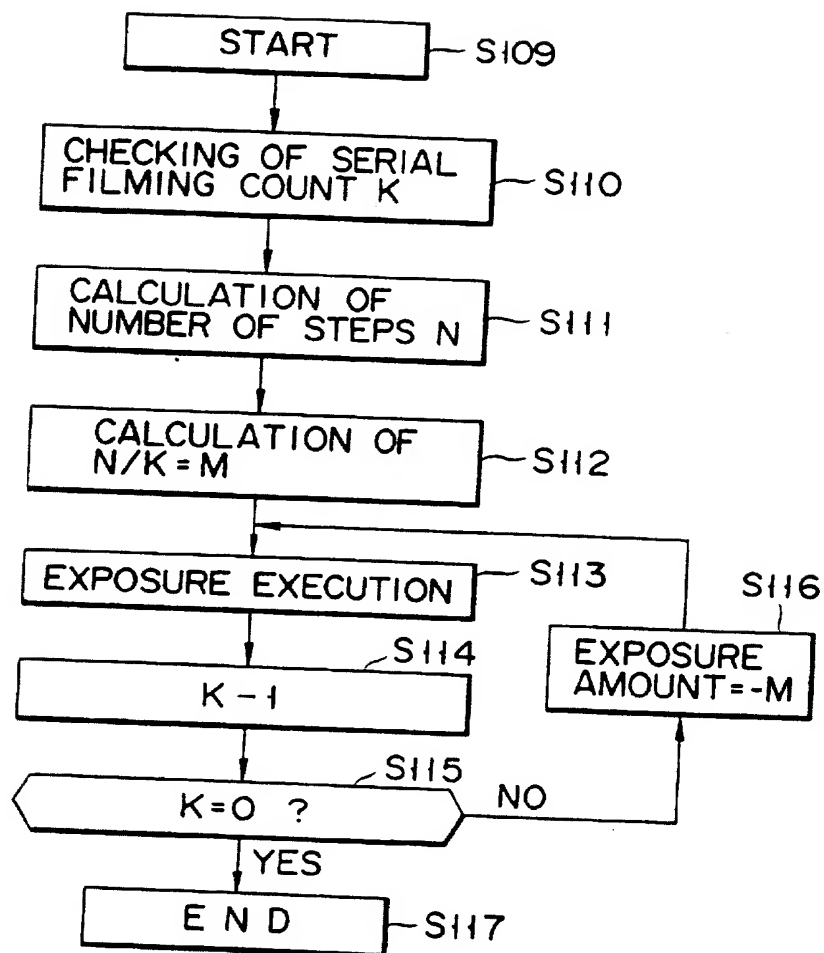 START
S109
CHECKING OF SERIAL
FILMING COUNT K
S110
CALCULATION OF
NUMBER OF STEPS N
S111
CALCULATION OF
N/K=M
S112
EXPOSURE EXECUTION
S113
S116
EXPOSURE
AMOUNT=-M
S114
K-1
S115
K=0 ?
NO
YES
END
S117